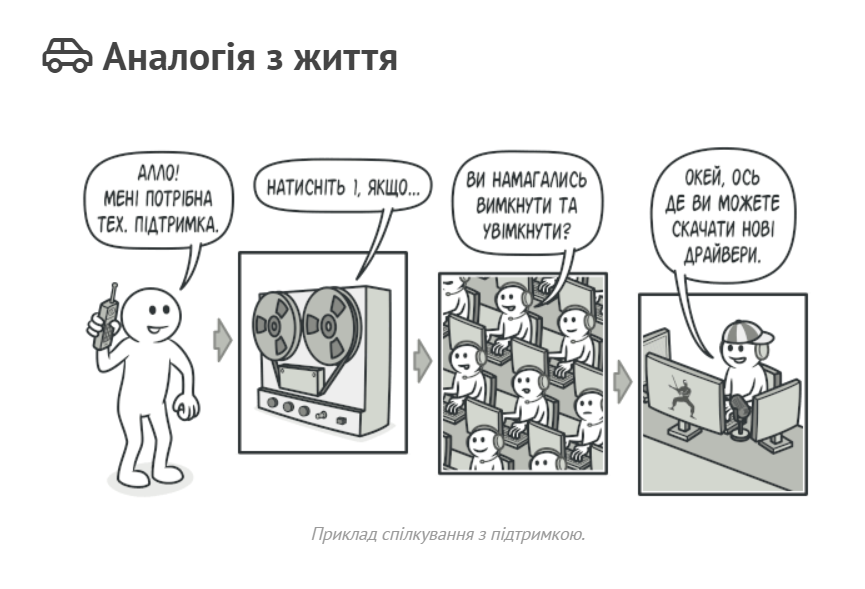 Аналогія з життя
АЛЛО!
МЕНІ ПОТРІБНА
ТЕХ. ПІДТРИМКА.
НАТИСНІТЬ 1, ЯКЩО...
ВИ НАМАГАЛИСЬ
ВИМКНУТИ ТА
УВІМКНУТИ?
ОКЕЙ, ОСЬ
ДЕ ВИ МОЖЕТЕ
СКАЧАТИ НОВІ
ДРАЙВЕРИ.
Приклад спілкування з підтримкою.